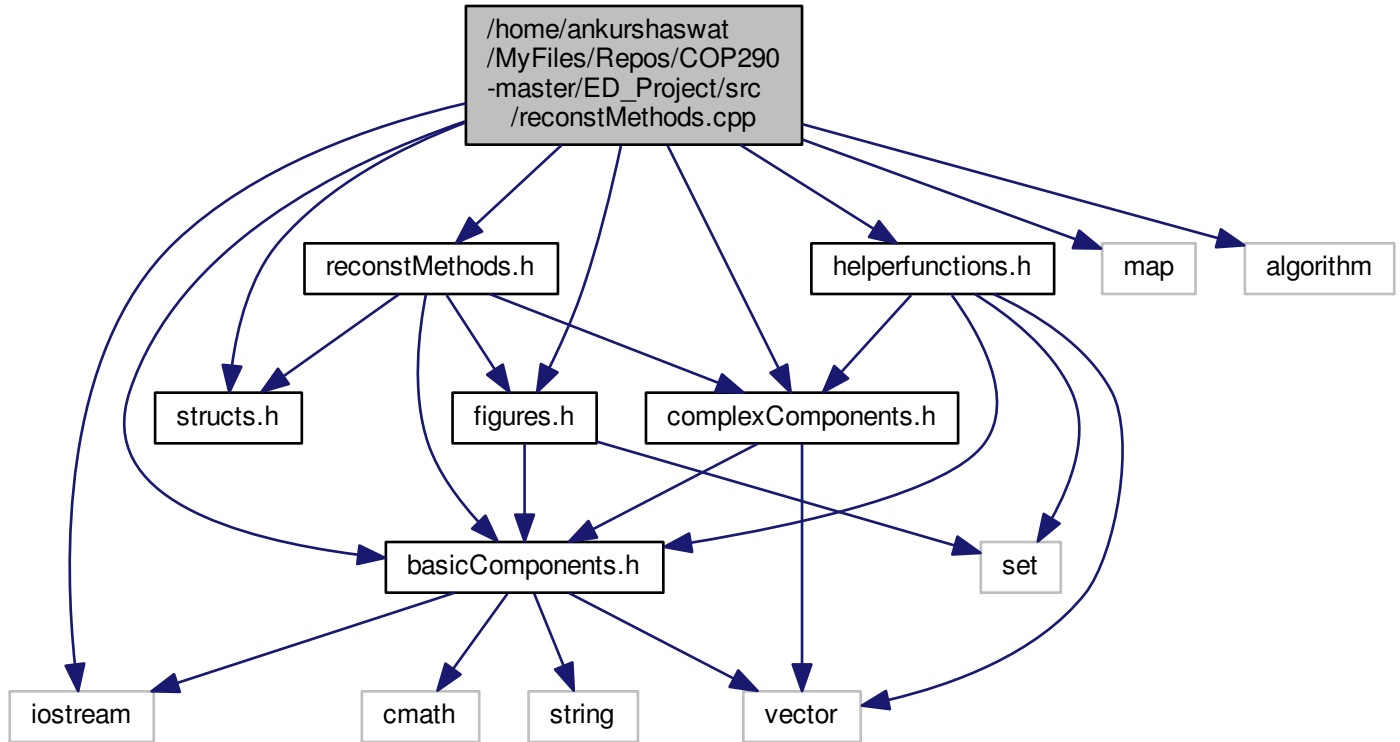 /home/ankurshaswat
/MyFiles/Repos/COP290
-master/ED_Project/src
/reconstMethods.cpp
reconstMethods.h
helperfunctions.h
map
algorithm
structs.h
figures.h
complexComponents.h
basicComponents.h
set
iostream
cmath
string
vector